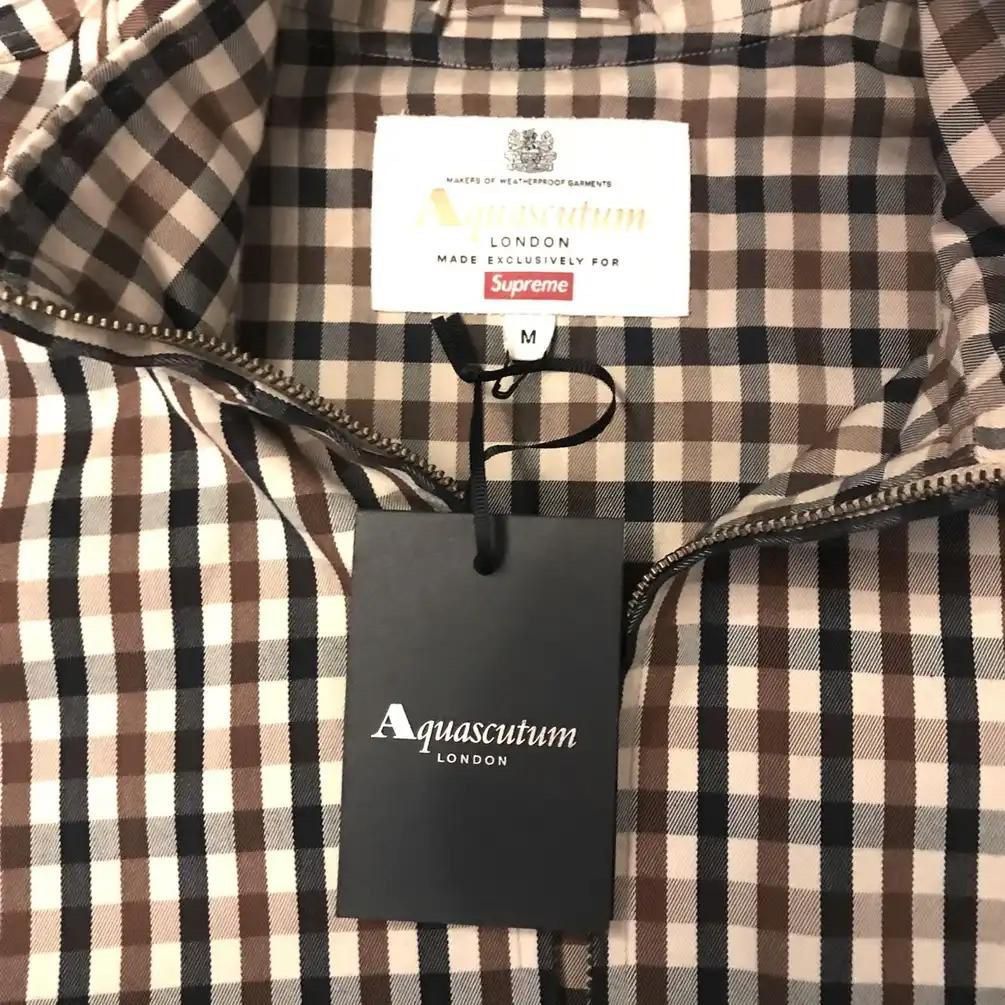 MAKERS OF WEATHERPROOF GARMENTS
Aquascutum
LONDON
MADE EXCLUSIVELY FOR
Supreme
M
Aquascutum
LONDON